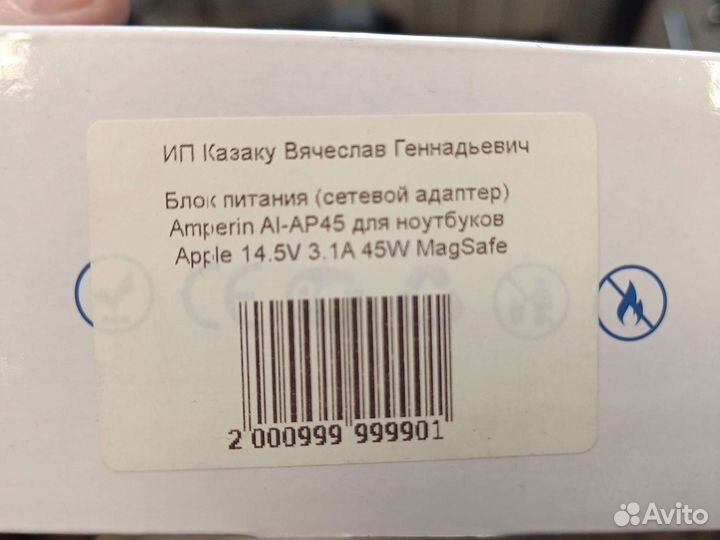 ИП Казаку Вячеслав Геннадьевич
Блок питания (сетевой адаптер)
Amperin AI-AP45 для ноутбуков
Apple 14.5V 3.1A 45W MagSafe
2 000999 999901
Avito